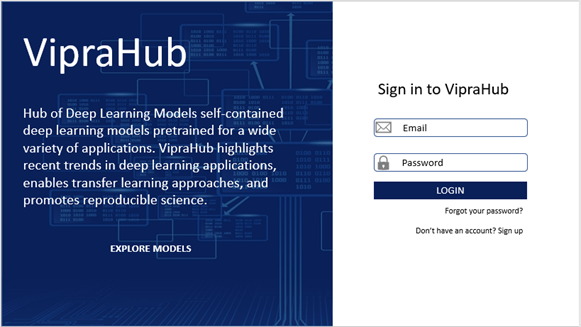 VipraHub
Hub of Deep Learning Models self-contained
deep learning models pretrained for a wide
variety of applications. VipraHub highlights
recent trends in deep learning applications,
enables transfer learning approaches, and
promotes reproducible science.
EXPLORE MODELS
Sign in to VipraHub
Email
Password
LOGIN
Forgot your password?
Don't have an account? Sign up